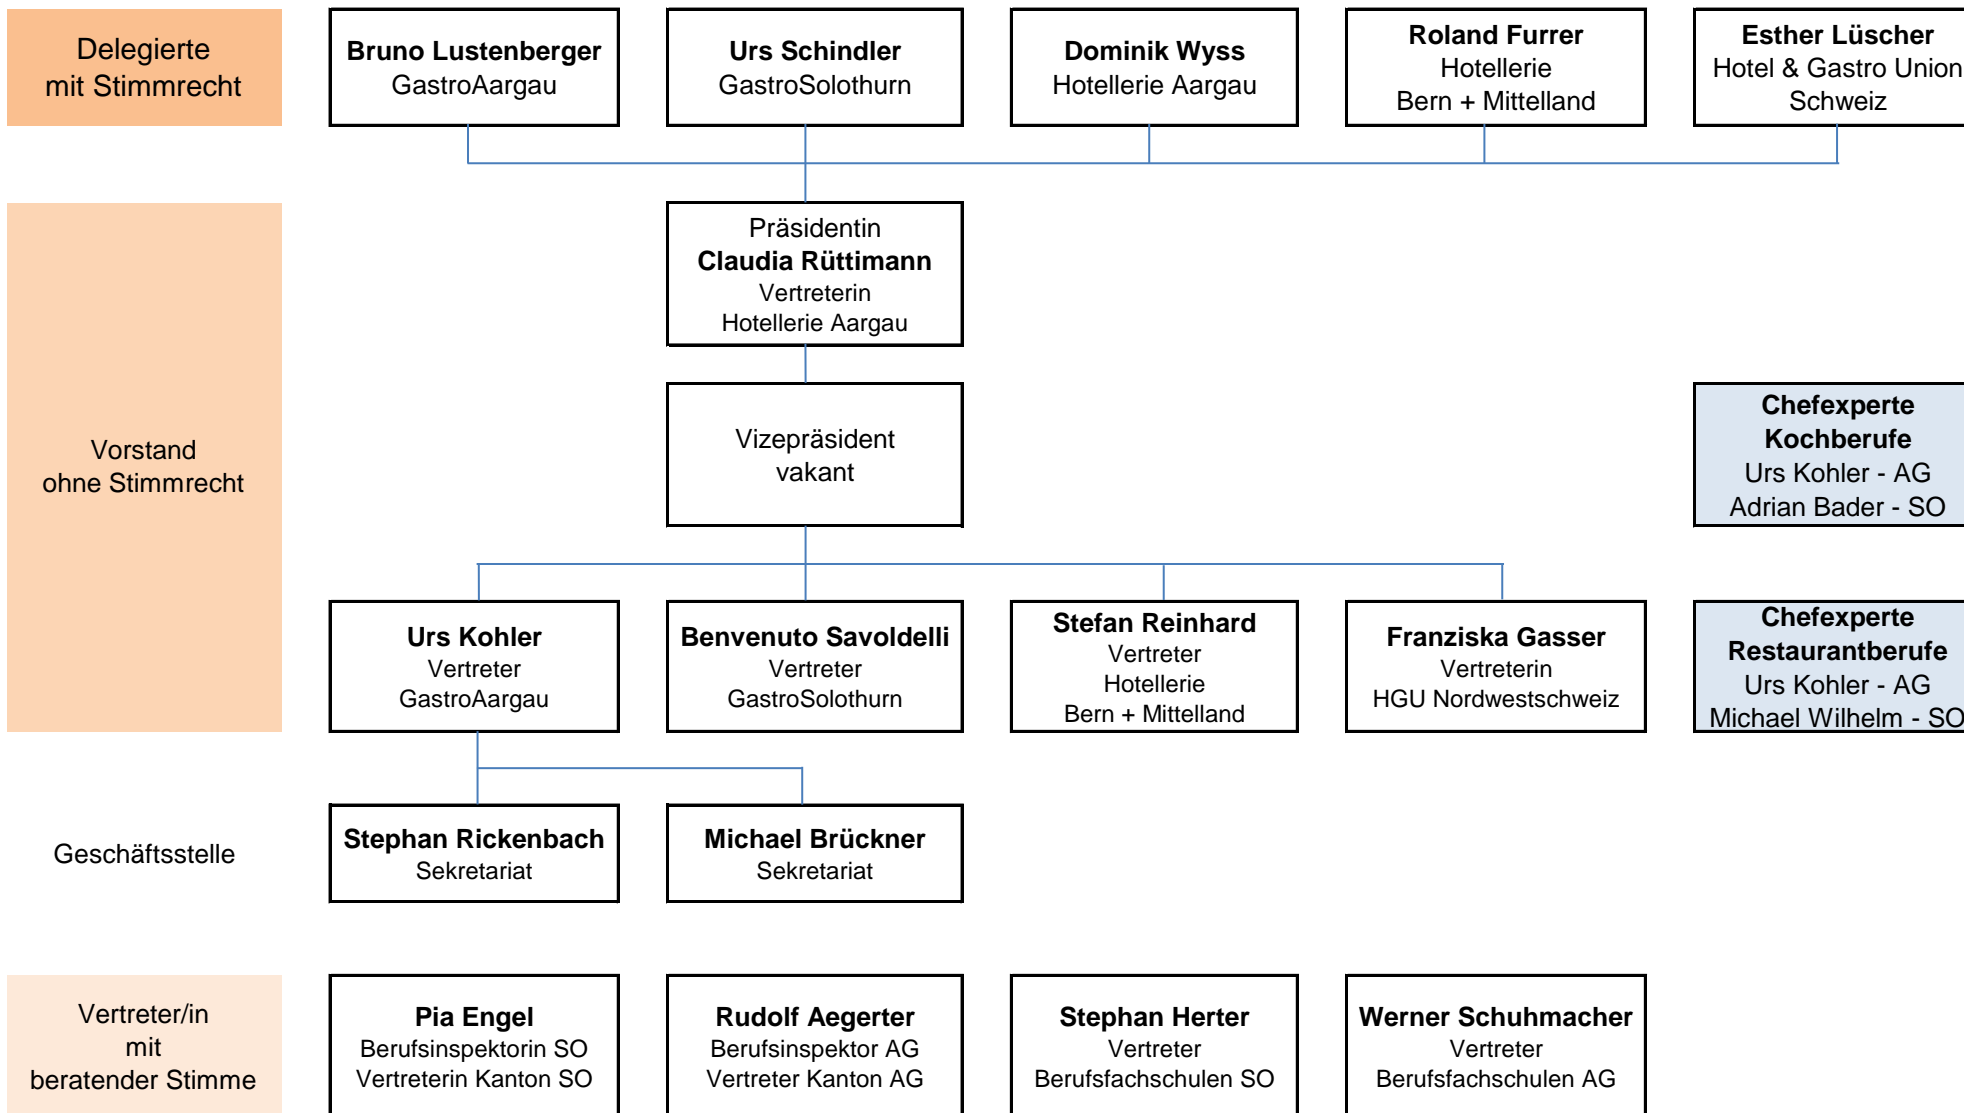 Delegierte
mit Stimmrecht
Bruno Lustenberger
GastroAargau
Urs Schindler
GastroSolothurn
Dominik Wyss
Hotellerie Aargau
Roland Furrer
Hotellerie
Bern + Mittelland
Esther Lüscher
Hotel & Gastro Union
Schweiz
Vorstand
ohne Stimmrecht
Präsidentin
Claudia Rüttimann
Vertreterin
Hotellerie Aargau
Vizepräsident
vakant
Chefexperte
Kochberufe
Urs Kohler - AG
Adrian Bader - SO
Urs Kohler
Vertreter
GastroAargau
Benvenuto Savoldelli
Vertreter
GastroSolothurn
Stefan Reinhard
Vertreter
Hotellerie
Bern + Mittelland
Franziska Gasser
Vertreterin
HGU Nordwestschweiz
Chefexperte
Restaurantberufe
Urs Kohler - AG
Michael Wilhelm - SO
Geschäftsstelle
Stephan Rickenbach
Sekretariat
Michael Brückner
Sekretariat
Vertreter/in
mit
beratender Stimme
Pia Engel
Berufsinspektorin SO
Vertreterin Kanton SO
Rudolf Aegerter
Berufsinspektor AG
Vertreter Kanton AG
Stephan Herter
Vertreter
Berufsfachschulen SO
Werner Schuhmacher
Vertreter
Berufsfachschulen AG